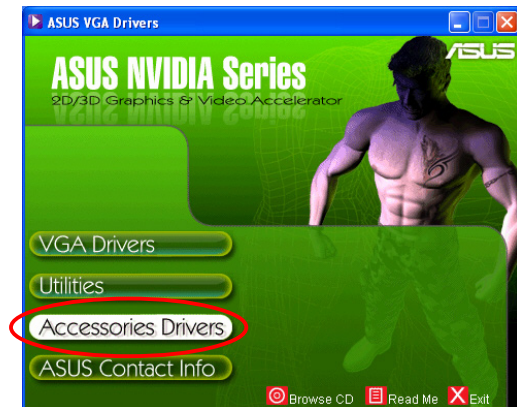 ASUS VGA Drivers
ASUS
ASUS NVIDIA Series
2D/3D Graphics & Video Accelerator
VGA Drivers
Utilities
Accessories Drivers
ASUS Contact Info
Browse CD Read Me Exit